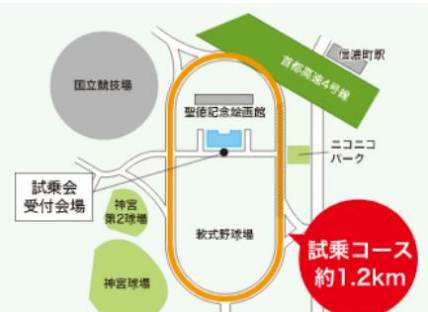 信濃町駅
首都高速4号線
国立競技場
聖徳記念絵画館
ニコニコ
パーク
試乗会
受付会場
神宮
第2球場
軟式野球場
試乗コース
約1.2km
神宮球場